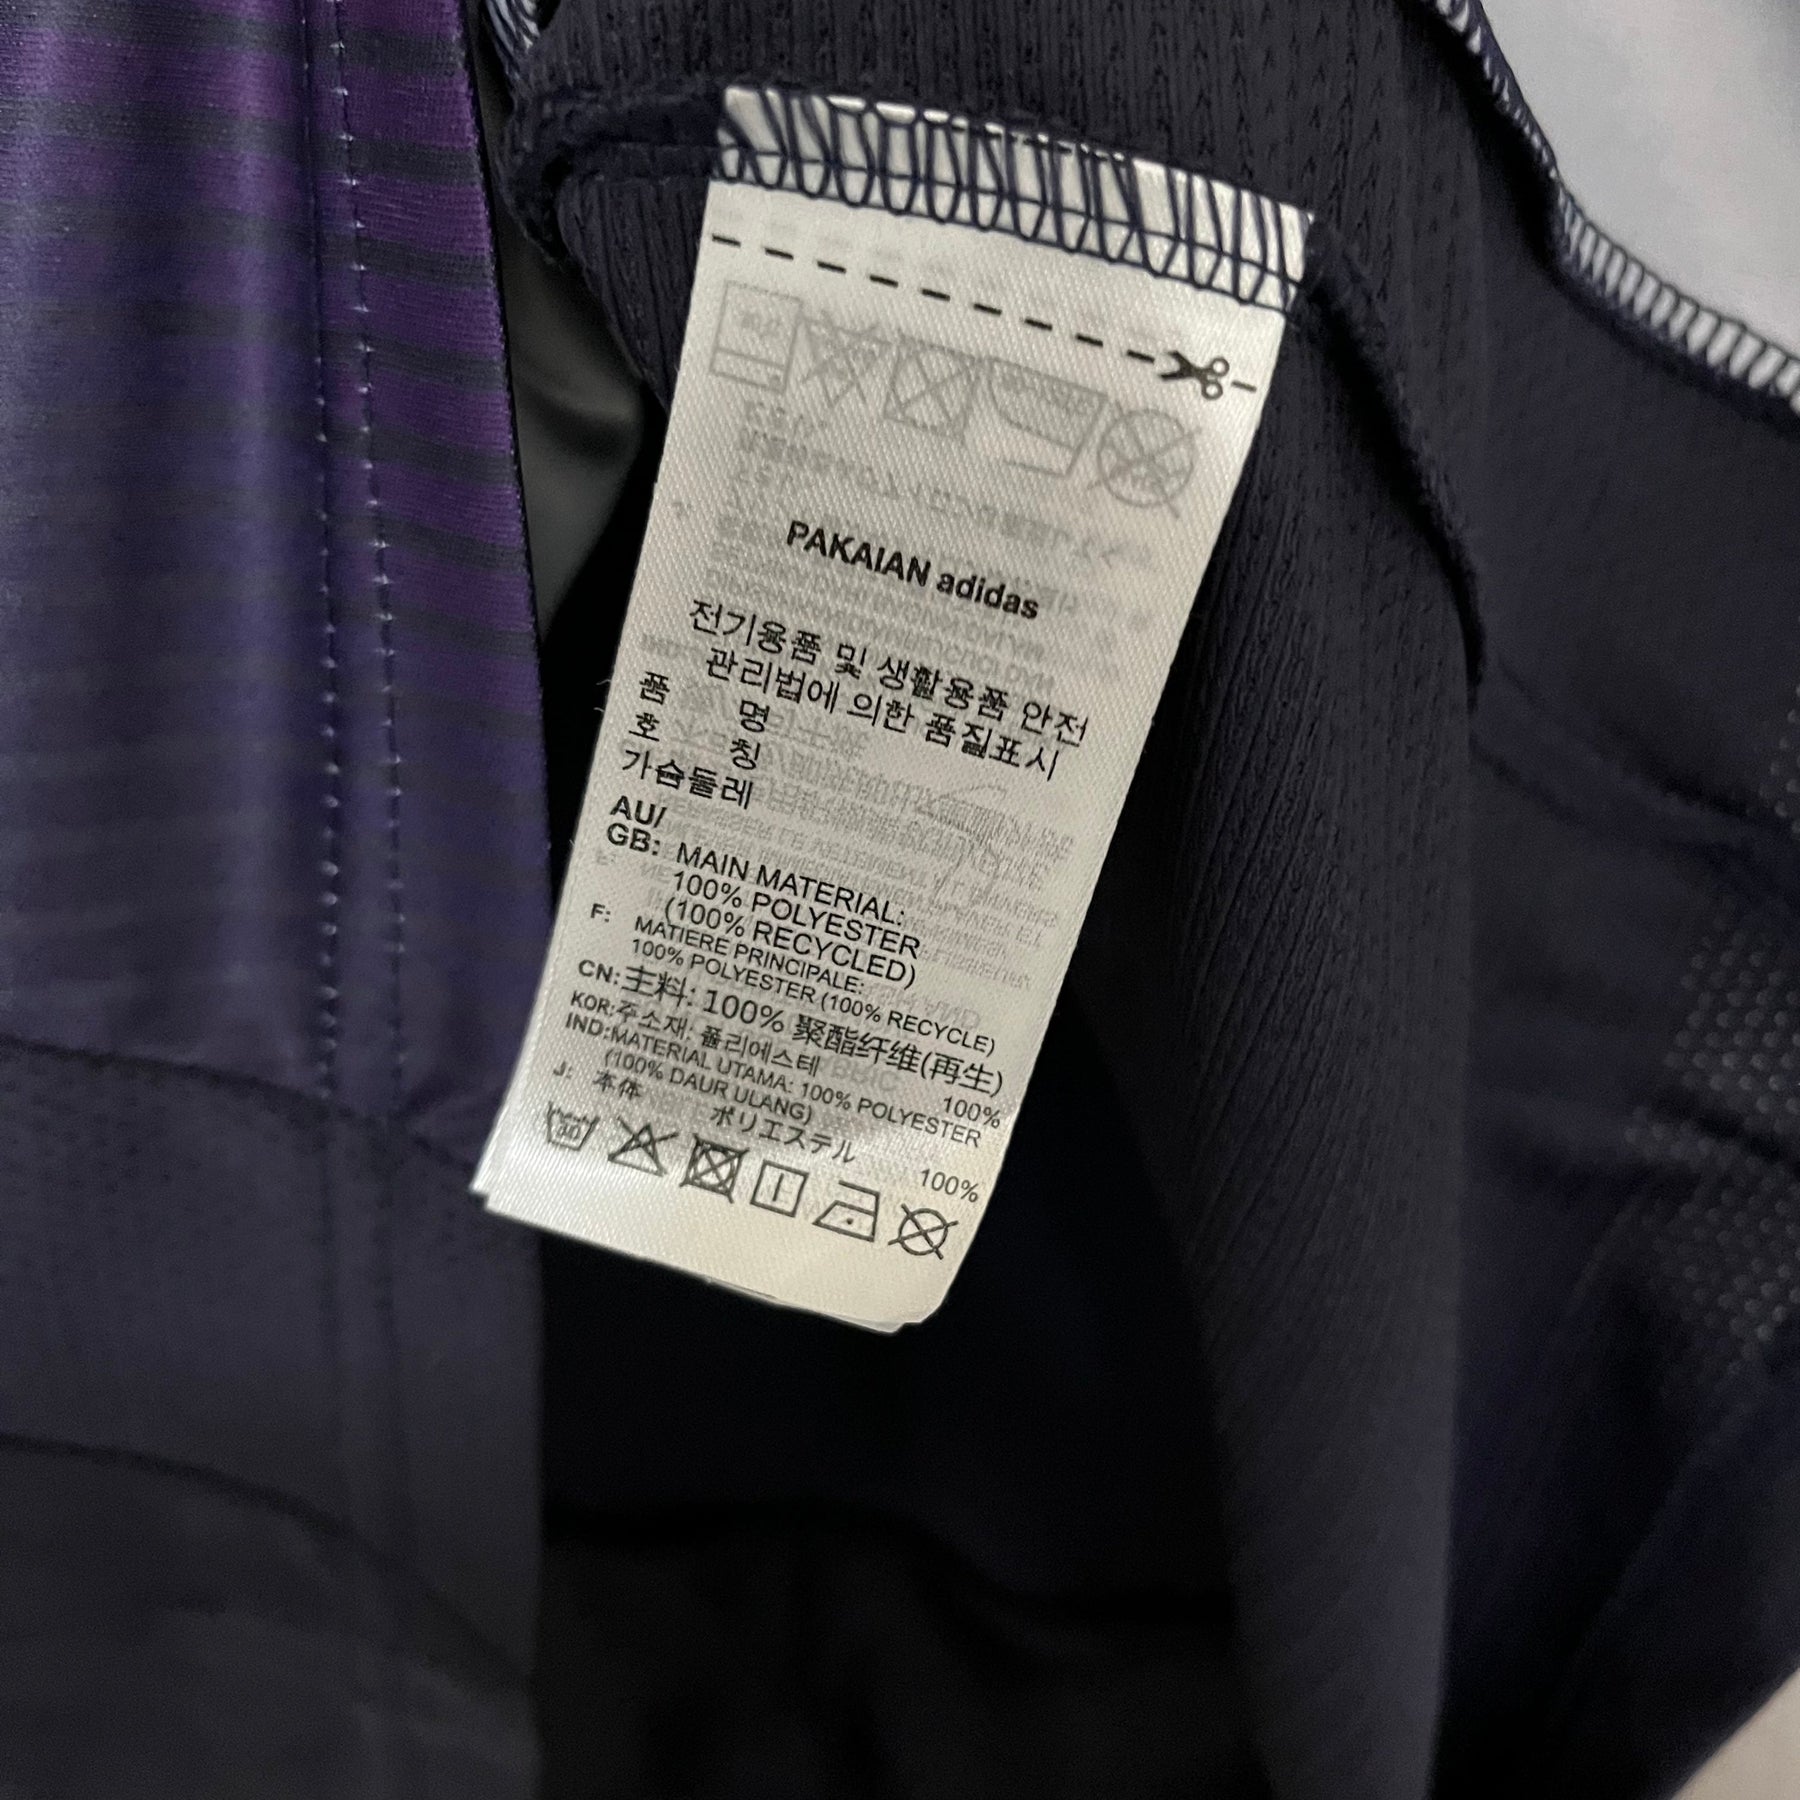 PAKAIAN adidas
전기용품 및 생활용품 안전
관리법에 의한 품질표시
품 명
호 칭
가슴둘레
AU/
GB: MAIN MATERIAL:
100% POLYESTER
(100% RECYCLED)
F: MATIERE PRINCIPALE:
100% POLYESTER (100% RECYCLE)
CN: 主料: 100% 聚酯纤维(再生)
KOR: 주소재: 폴리에스테 100%
IND: MATERIAL UTAMA: 100% POLYESTER
(100% DAUR ULANG)
J: 本体 ポリエステル 100%